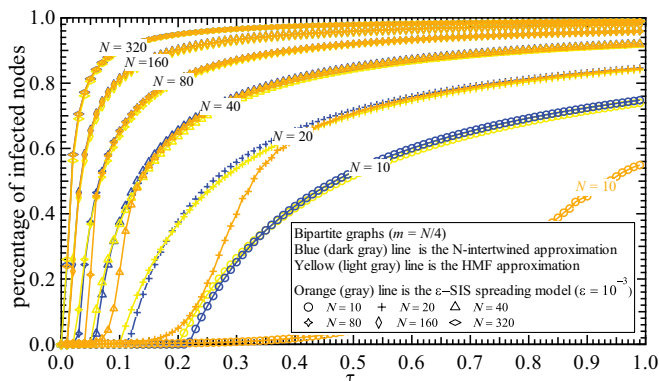 percentage of infected nodes
1.0
0.8
0.6
0.4
0.2
0.0
N = 320
N = 160
N = 80
N = 40
N = 20
N = 10
N = 10
Bipartite graphs (m = N/4)
Blue (dark gray) line is the N-intertwined approximation
Yellow (light gray) line is the HMF approximation
Orange (gray) line is the ε–SIS spreading model (ε = 10⁻³)
N = 10 N = 20 N = 40
N = 80 N = 160 N = 320
0.0 0.1 0.2 0.3 0.4 0.5 0.6 0.7 0.8 0.9 1.0
τ